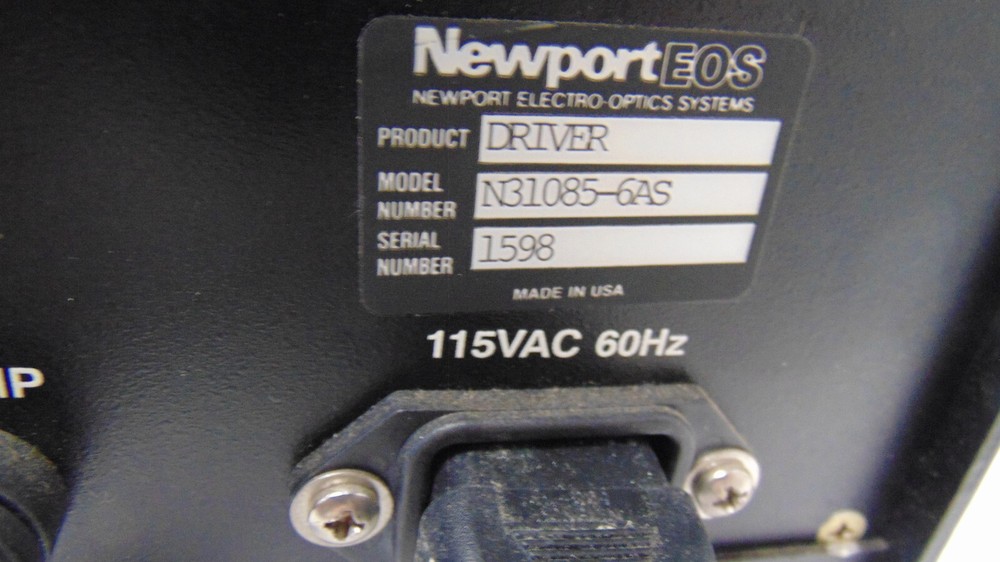 NewportEOS
NEWPORT ELECTRO-OPTICS SYSTEMS
PRODUCT DRIVER
MODEL NUMBER N31085-6AS
SERIAL NUMBER 1598
MADE IN USA
115VAC 60Hz